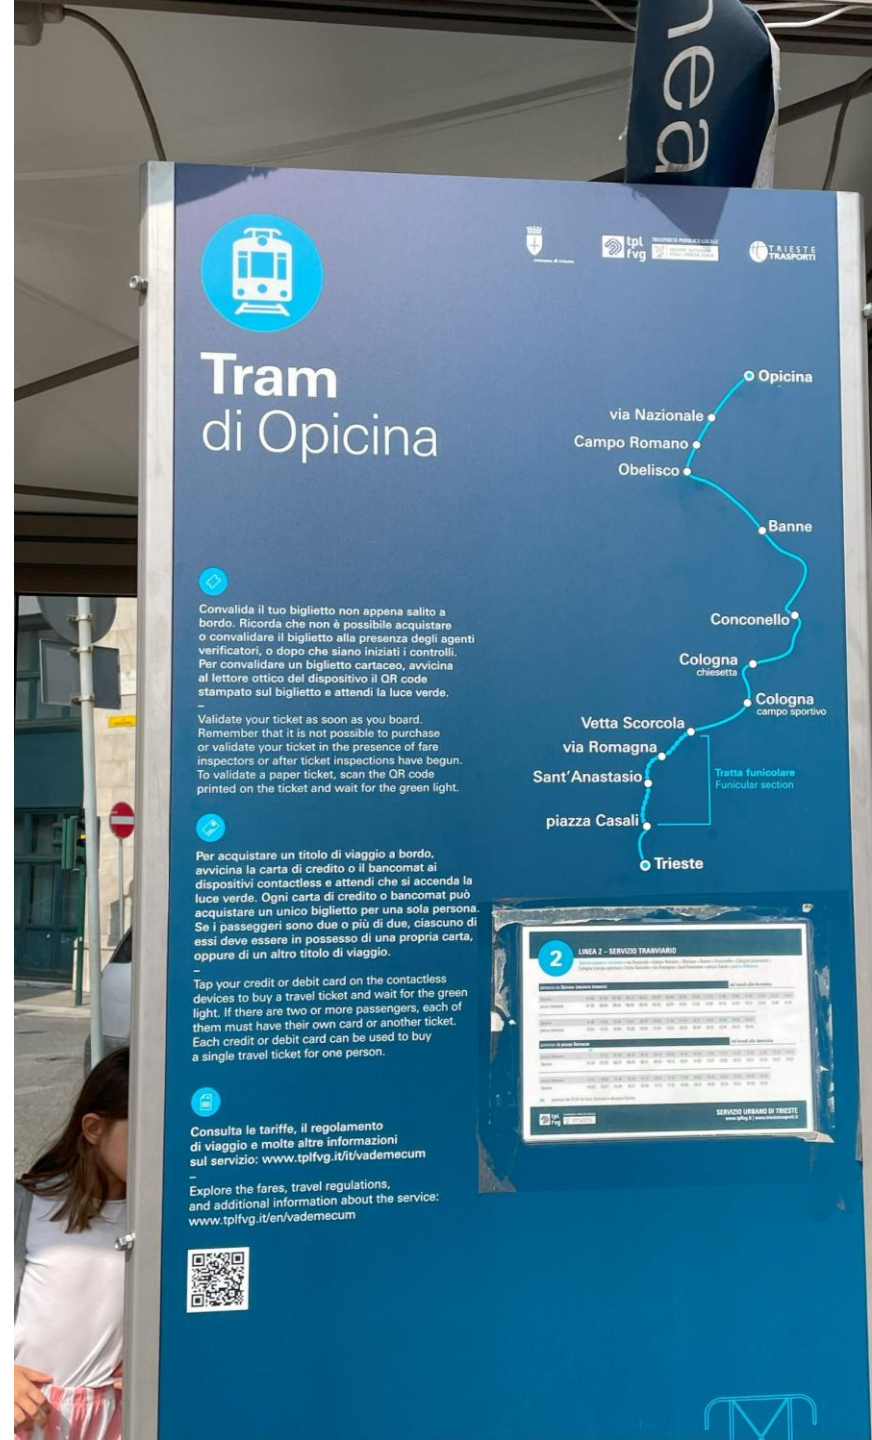 nea
comune di trieste
tpl
fvg
TRASPORTO PUBBLICO LOCALE
TRIESTE
TRASPORTI
Tram
di Opicina
Opicina
via Nazionale
Campo Romano
Obelisco
Banne
Conconello
Cologna
chiesetta
Cologna
campo sportivo
Vetta Scorcola
via Romagna
Sant'Anastasio
Tratta funicolare
Funicular section
piazza Casali
Trieste
Convalida il tuo biglietto non appena salito a
bordo. Ricorda che non è possibile acquistare
o convalidare il biglietto alla presenza degli agenti
verificatori, o dopo che siano iniziati i controlli.
Per convalidare un biglietto cartaceo, avvicina
al lettore ottico del dispositivo il QR code
stampato sul biglietto e attendi la luce verde.
–
Validate your ticket as soon as you board.
Remember that it is not possible to purchase
or validate your ticket in the presence of fare
inspectors or after ticket inspections have begun.
To validate a paper ticket, scan the QR code
printed on the ticket and wait for the green light.
Per acquistare un titolo di viaggio a bordo,
avvicina la carta di credito o il bancomat ai
dispositivi contactless e attendi che si accenda la
luce verde. Ogni carta di credito o bancomat può
acquistare un unico biglietto per una sola persona.
Se i passeggeri sono due o più di due, ciascuno di
essi deve essere in possesso di una propria carta,
oppure di un altro titolo di viaggio.
–
Tap your credit or debit card on the contactless
devices to buy a travel ticket and wait for the green
light. If there are two or more passengers, each of
them must have their own card or another ticket.
Each credit or debit card can be used to buy
a single travel ticket for one person.
Consulta le tariffe, il regolamento
di viaggio e molte altre informazioni
sul servizio: www.tplfvg.it/it/vademecum
–
Explore the fares, travel regulations,
and additional information about the service:
www.tplfvg.it/en/vademecum
2
LINEA 2 – SERVIZIO TRANVIARIO
tpl
fvg
SERVIZIO URBANO DI TRIESTE
www.tplfvg.it | www.triestetrasporti.it